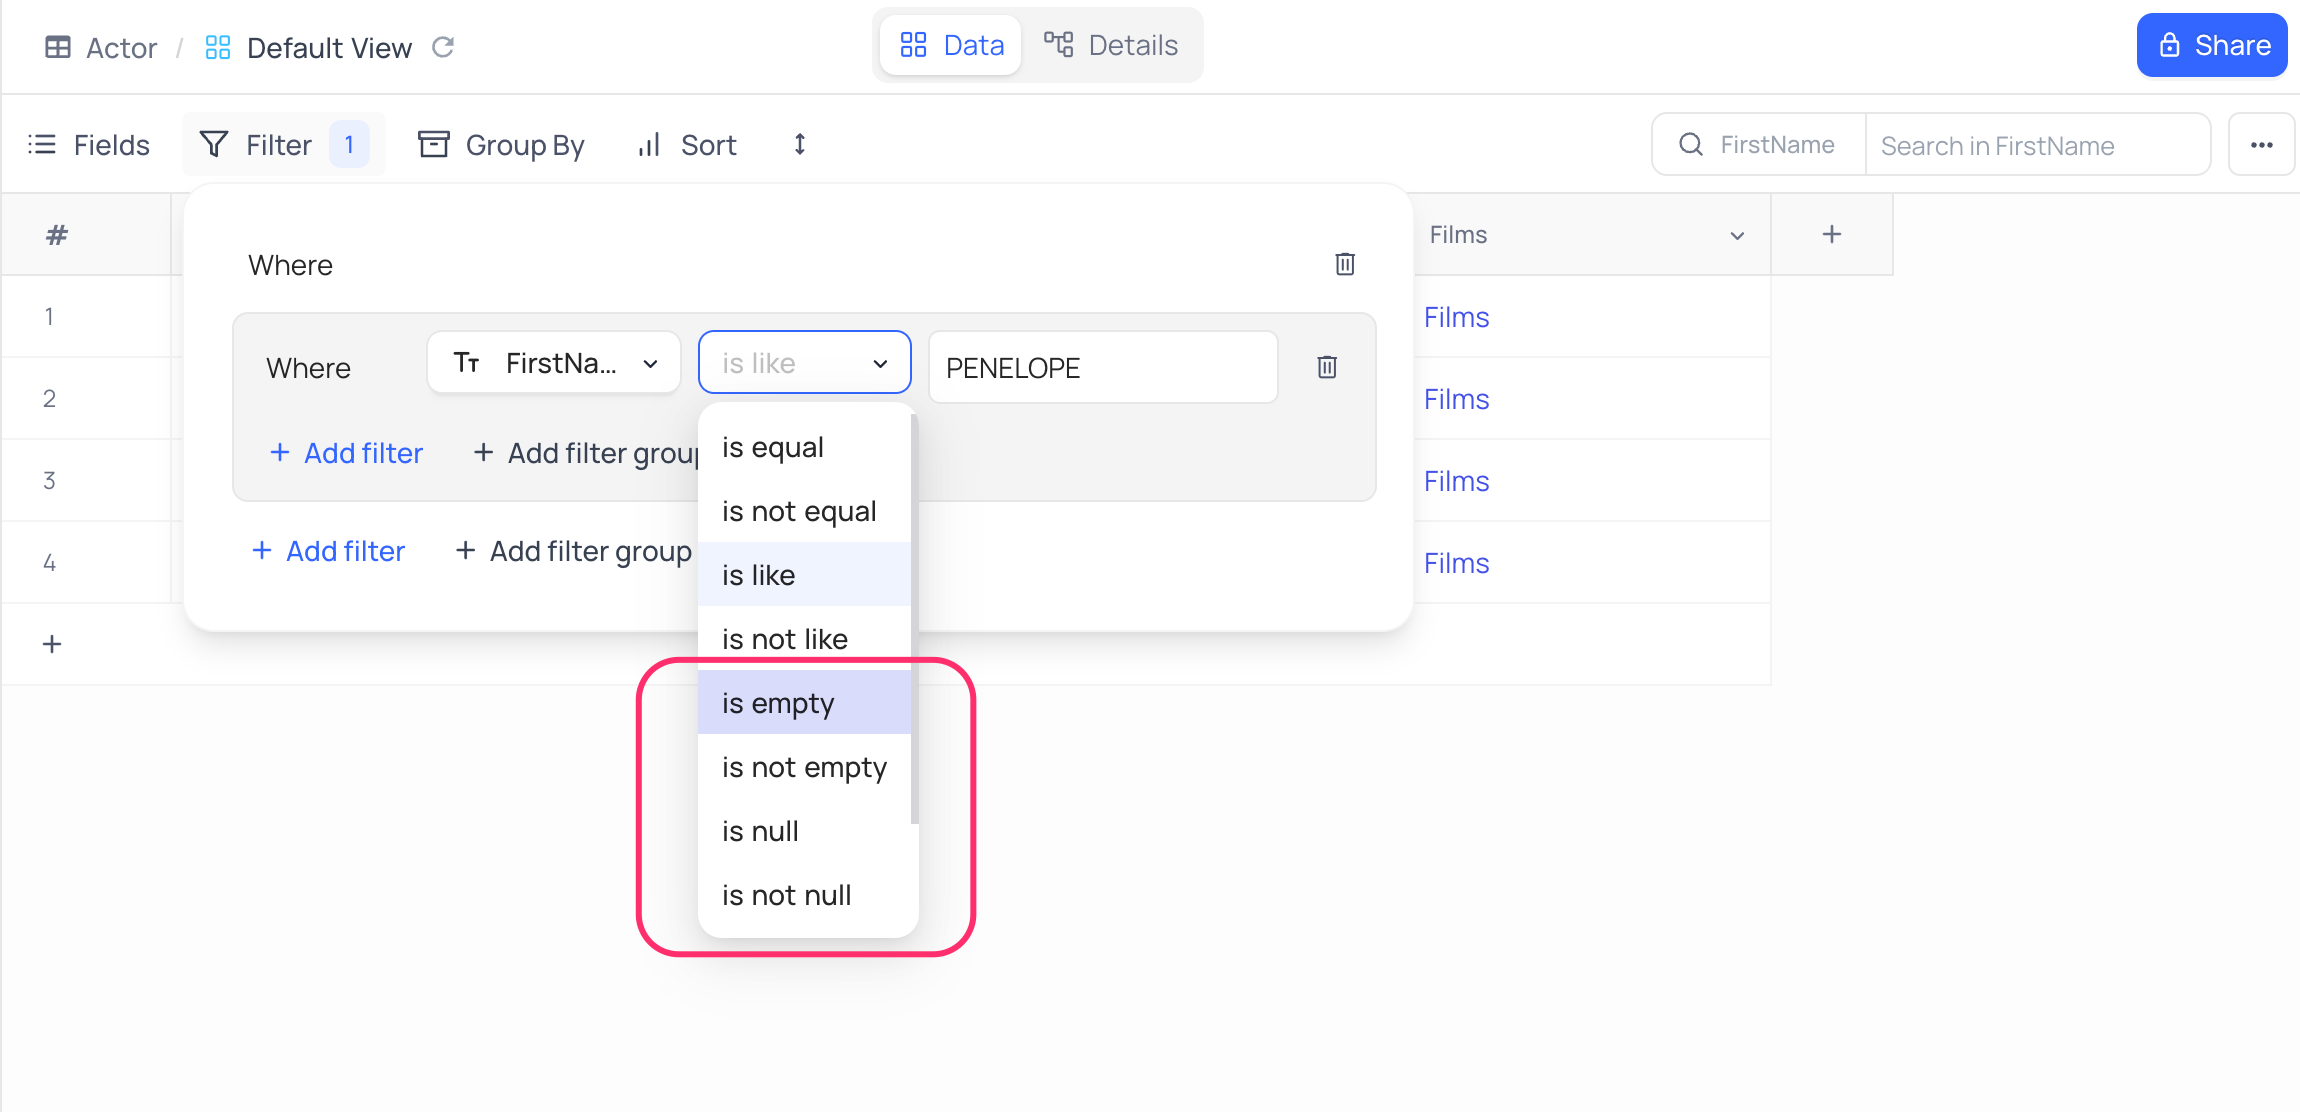 Actor / Default View
Data Details
Share
Fields Filter 1 Group By Sort
FirstName Search in FirstName
# Films
Where
1 Films
Where FirstNa... is like PENELOPE
2 Films
is equal
+ Add filter + Add filter group
3 Films
is not equal
+ Add filter + Add filter group
4 Films
is like
is not like
is empty
is not empty
is null
is not null